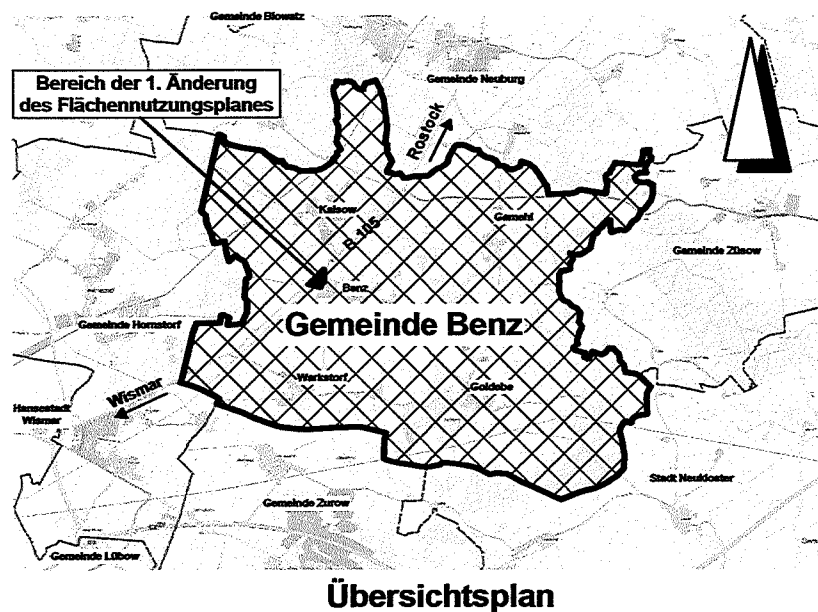 Gemeinde Blowatz
Bereich der 1. Änderung
des Flächennutzungsplanes
Gemeinde Neuburg
Rostock
Kalsow
B 105
Gamehl
Gemeinde Züsow
Benz
Gemeinde Benz
Gemeinde Hornstorf
Warkstorf
Goldebe
Wismar
Hansestadt
Wismar
Stadt Neukloster
Gemeinde Zurow
Gemeinde Lübow
Übersichtsplan